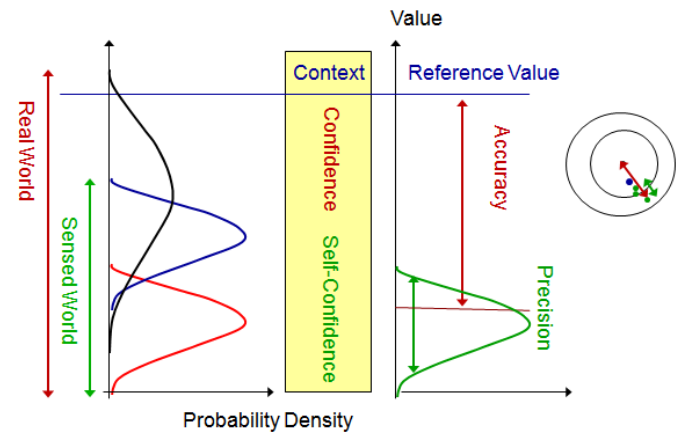 Value
Context
Reference Value
Real World
Sensed World
Confidence
Self-Confidence
Accuracy
Precision
Probability Density